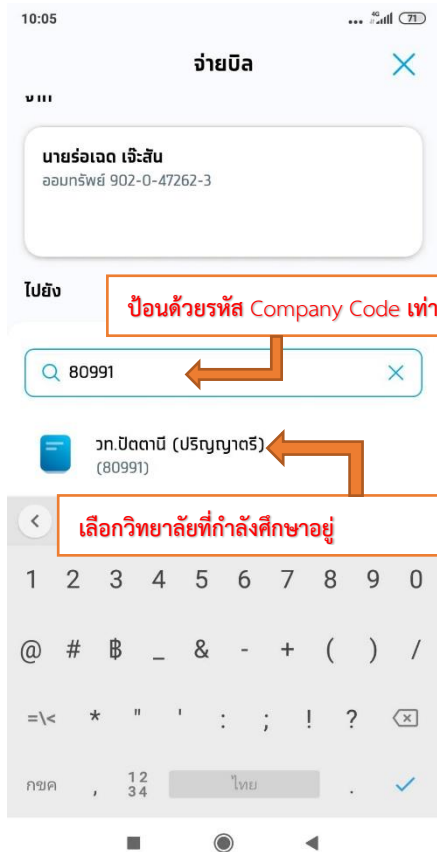 10:05
4G 71
จ่ายบิล
จาก
นายร่อเฉด เจ๊ะสัน
ออมทรัพย์ 902-0-47262-3
ไปยัง
ป้อนด้วยรหัส Company Code เท่า
80991
วท.ปัตตานี (ปริญญาตรี)
(80991)
เลือกวิทยาลัยที่กำลังศึกษาอยู่
1 2 3 4 5 6 7 8 9 0
@ # ฿ _ & - + ( ) /
=\< * " ' : ; ! ?
กขค , 12 34 ไทย .